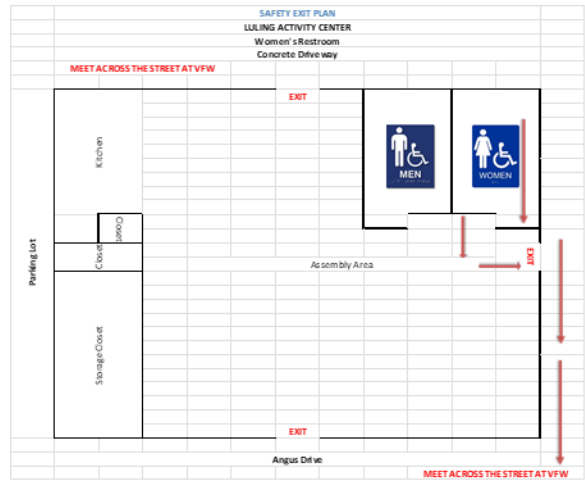 SAFETY EXIT PLAN
LULING ACTIVITY CENTER
Women's Restroom
Concrete Driveway
MEET ACROSS THE STREET AT VFW
EXIT
MEN
WOMEN
Kitchen
Closet
Closet
Parking Lot
Assembly Area
EXIT
Storage Closet
EXIT
Angus Drive
MEET ACROSS THE STREET AT VFW